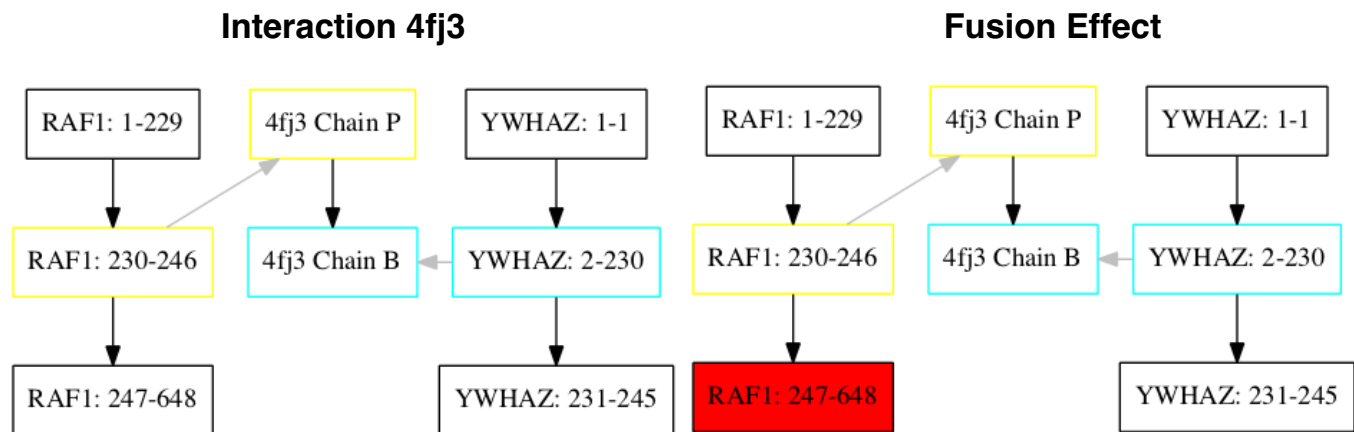 Interaction 4fj3
Fusion Effect
RAF1: 1-229
4fj3 Chain P
YWHAZ: 1-1
RAF1: 230-246
4fj3 Chain B
YWHAZ: 2-230
RAF1: 247-648
YWHAZ: 231-245
RAF1: 1-229
4fj3 Chain P
YWHAZ: 1-1
RAF1: 230-246
4fj3 Chain B
YWHAZ: 2-230
RAF1: 247-648
YWHAZ: 231-245